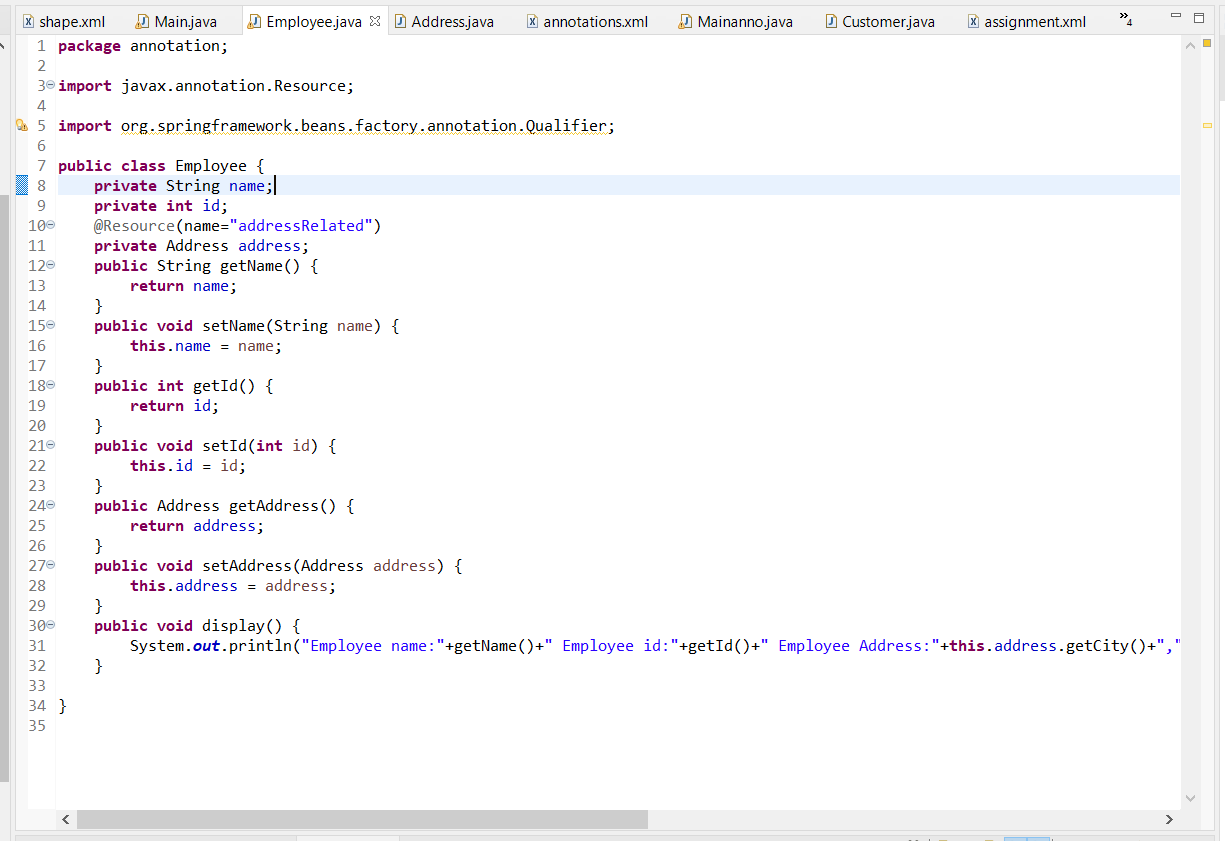 shape.xml Main.java Employee.java Address.java annotations.xml Mainanno.java Customer.java assignment.xml »4
1 package annotation;
2
3 import javax.annotation.Resource;
4
5 import org.springframework.beans.factory.annotation.Qualifier;
6
7 public class Employee {
8 private String name;
9 private int id;
10 @Resource(name="addressRelated")
11 private Address address;
12 public String getName() {
13 return name;
14 }
15 public void setName(String name) {
16 this.name = name;
17 }
18 public int getId() {
19 return id;
20 }
21 public void setId(int id) {
22 this.id = id;
23 }
24 public Address getAddress() {
25 return address;
26 }
27 public void setAddress(Address address) {
28 this.address = address;
29 }
30 public void display() {
31 System.out.println("Employee name:"+getName()+" Employee id:"+getId()+" Employee Address:"+this.address.getCity()+","
32 }
33
34 }
35